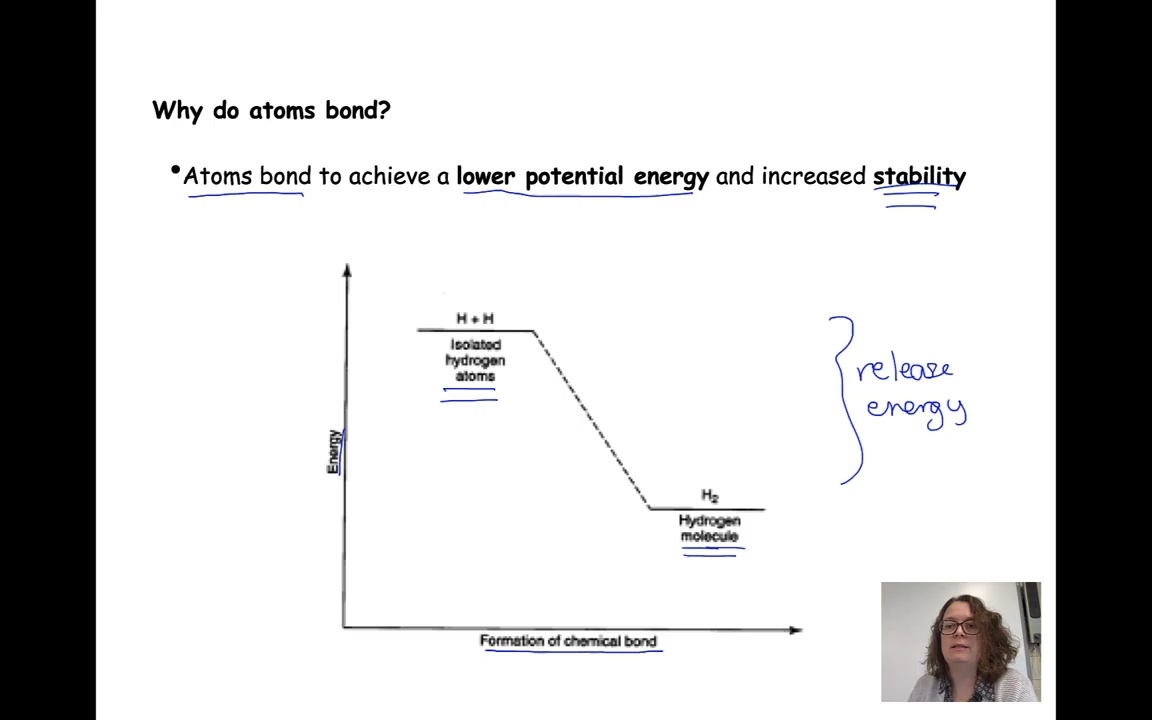 Why do atoms bond?
•Atoms bond to achieve a lower potential energy and increased stability
H + H
Isolated
hydrogen
atoms
release
energy
Energy
H₂
Hydrogen
molecule
Formation of chemical bond